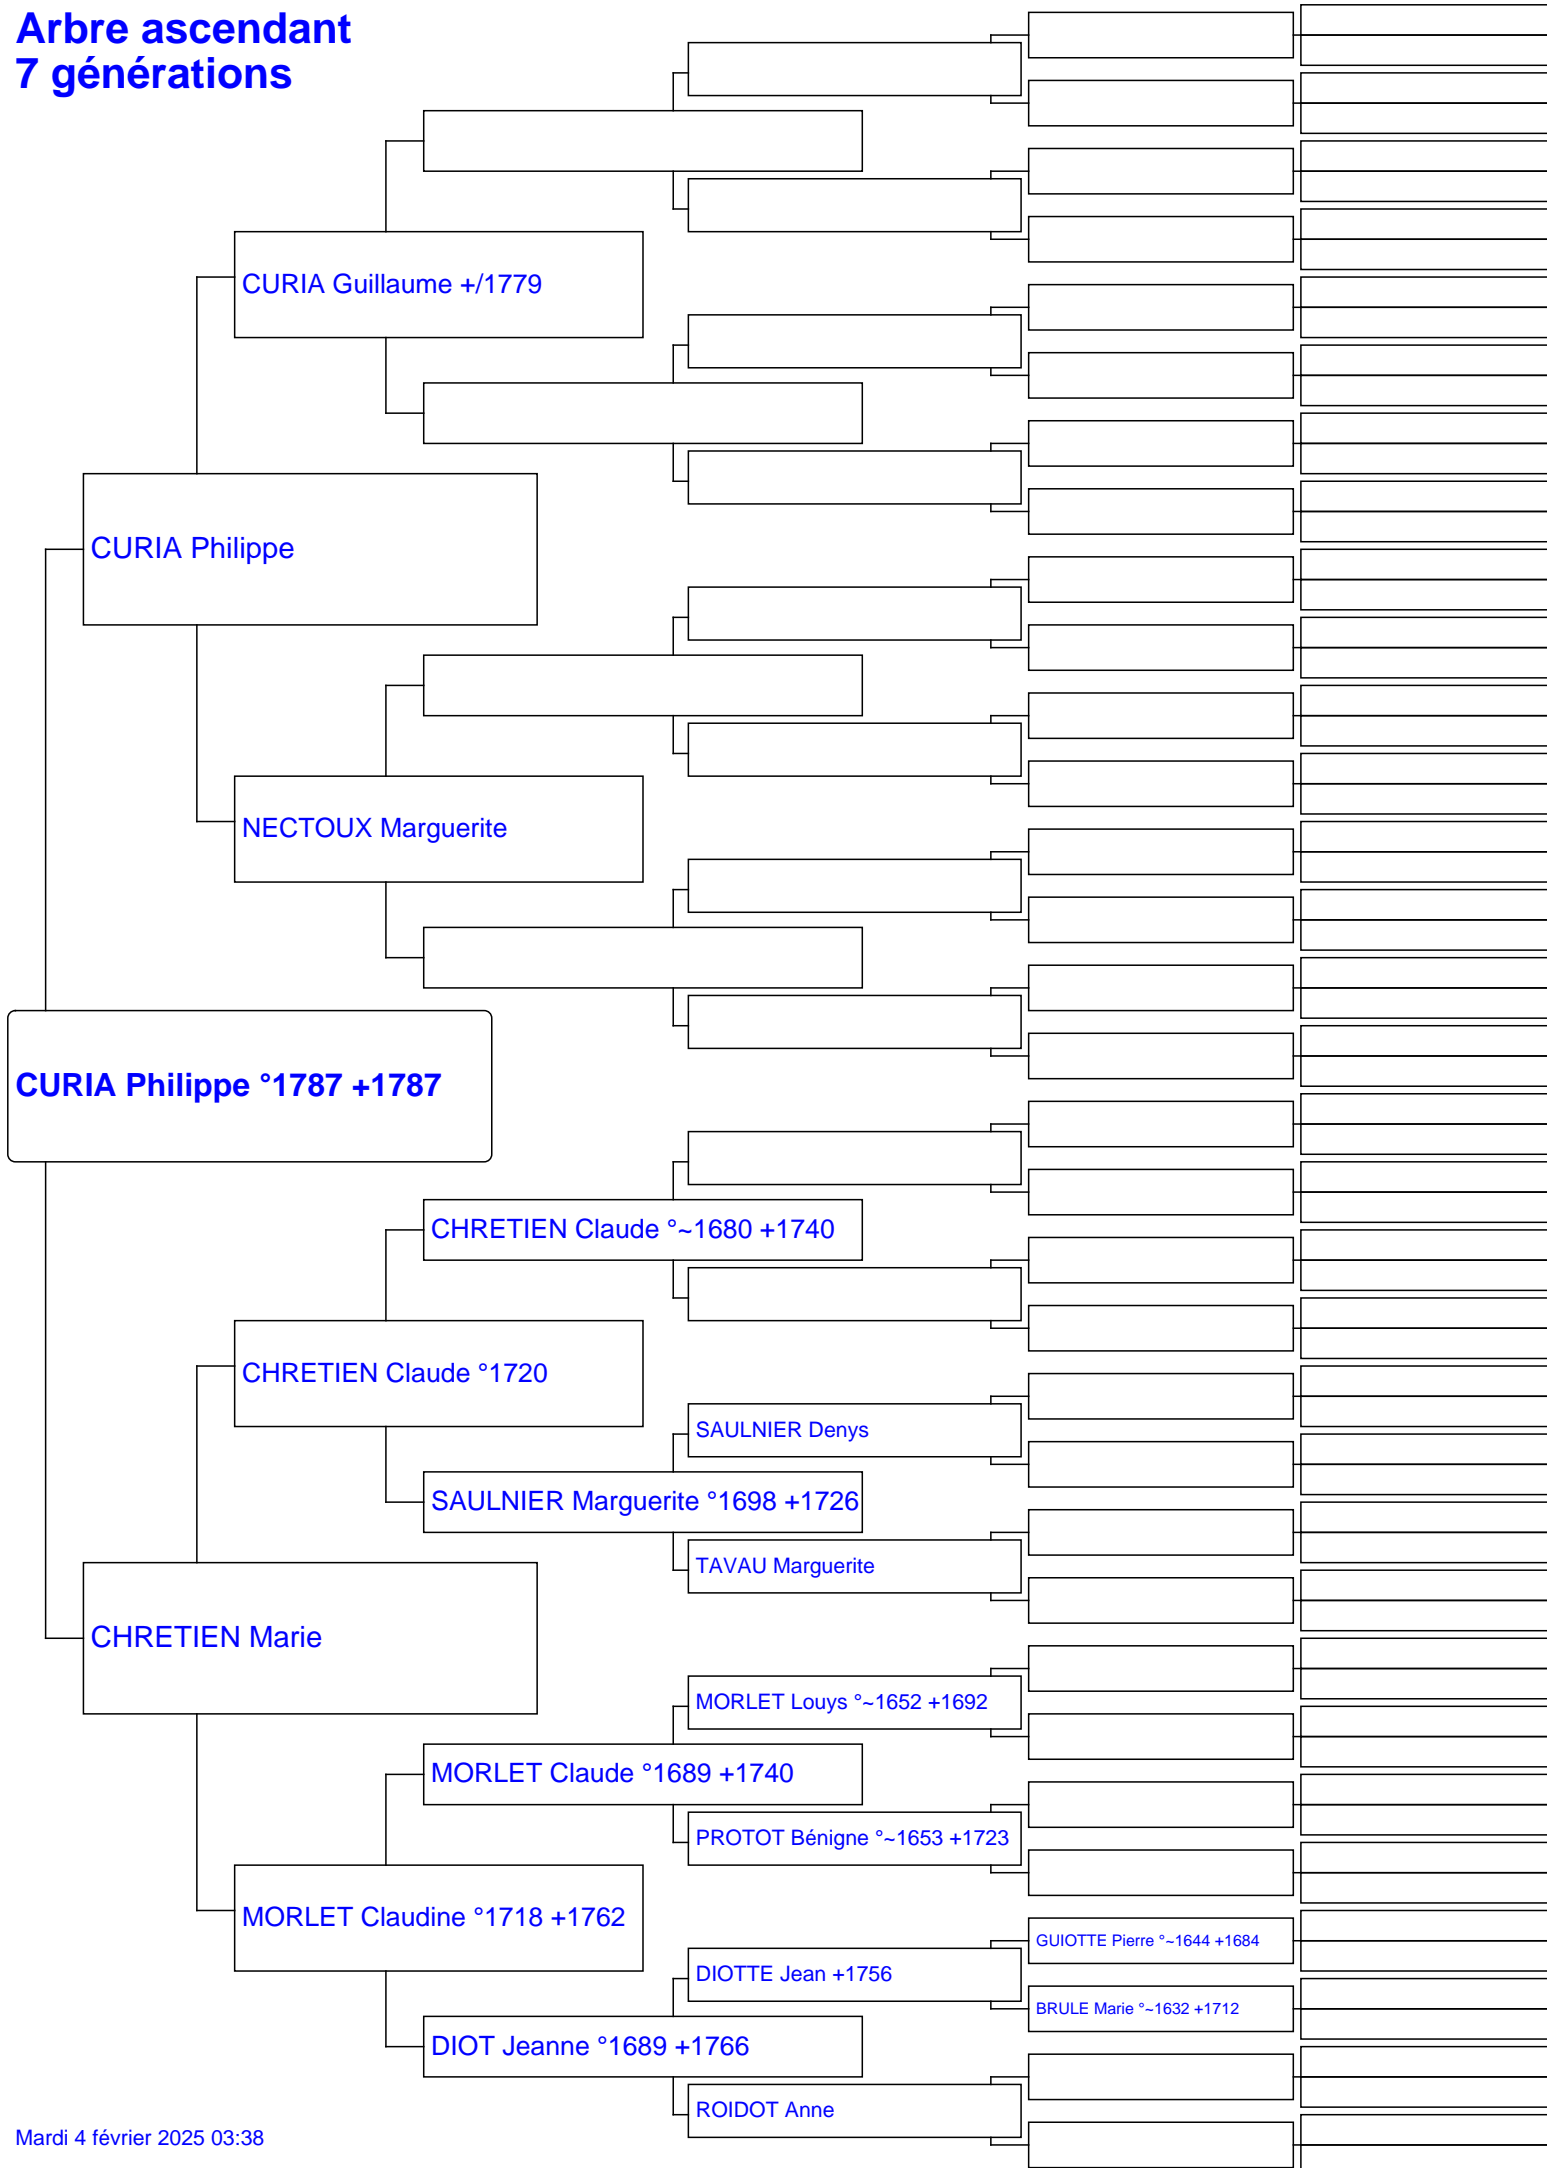 Arbre ascendant
7 générations
CURIA Guillaume +/1779
CURIA Philippe
NECTOUX Marguerite
CURIA Philippe °1787 +1787
CHRETIEN Claude °~1680 +1740
CHRETIEN Claude °1720
SAULNIER Denys
SAULNIER Marguerite °1698 +1726
TAVAU Marguerite
CHRETIEN Marie
MORLET Louys °~1652 +1692
MORLET Claude °1689 +1740
PROTOT Bénigne °~1653 +1723
MORLET Claudine °1718 +1762
GUIOTTE Pierre °~1644 +1684
DIOTTE Jean +1756
BRULE Marie °~1632 +1712
DIOT Jeanne °1689 +1766
ROIDOT Anne
Mardi 4 février 2025 03:38